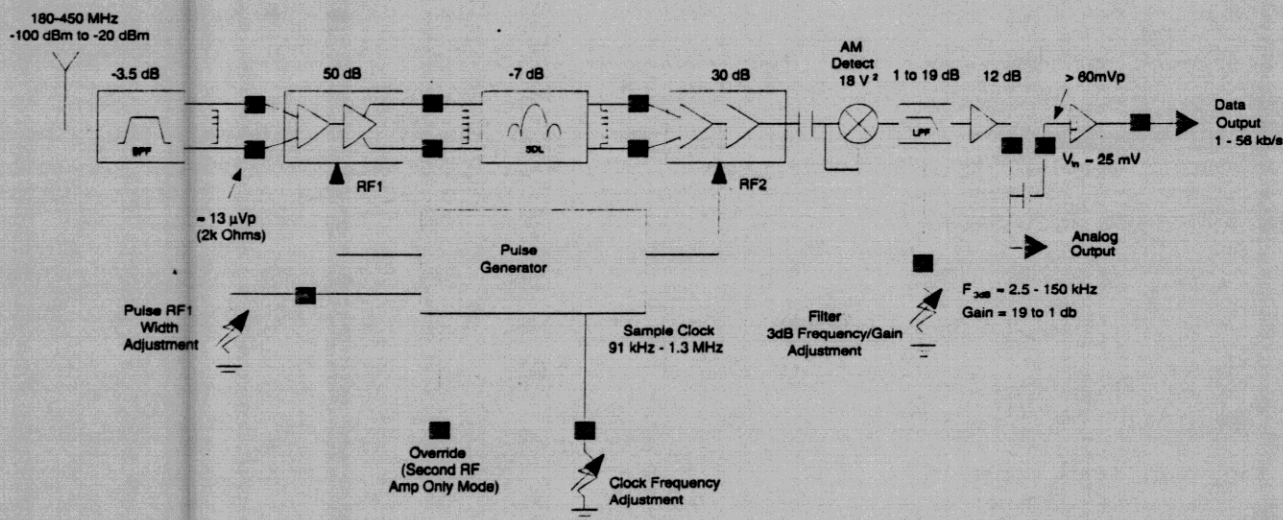 180-450 MHz
-100 dBm to -20 dBm
-3.5 dB
50 dB
-7 dB
30 dB
AM
Detect
18 V ²
1 to 19 dB
12 dB
> 60mVp
Data
Output
1 - 56 kb/s
BPF
SDL
LPF
RF1
RF2
V_th = 25 mV
= 13 µVp
(2k Ohms)
Pulse
Generator
Analog
Output
Pulse RF1
Width
Adjustment
Sample Clock
91 kHz - 1.3 MHz
Filter
3dB Frequency/Gain
Adjustment
F_3dB = 2.5 - 150 kHz
Gain = 19 to 1 db
Override
(Second RF
Amp Only Mode)
Clock Frequency
Adjustment